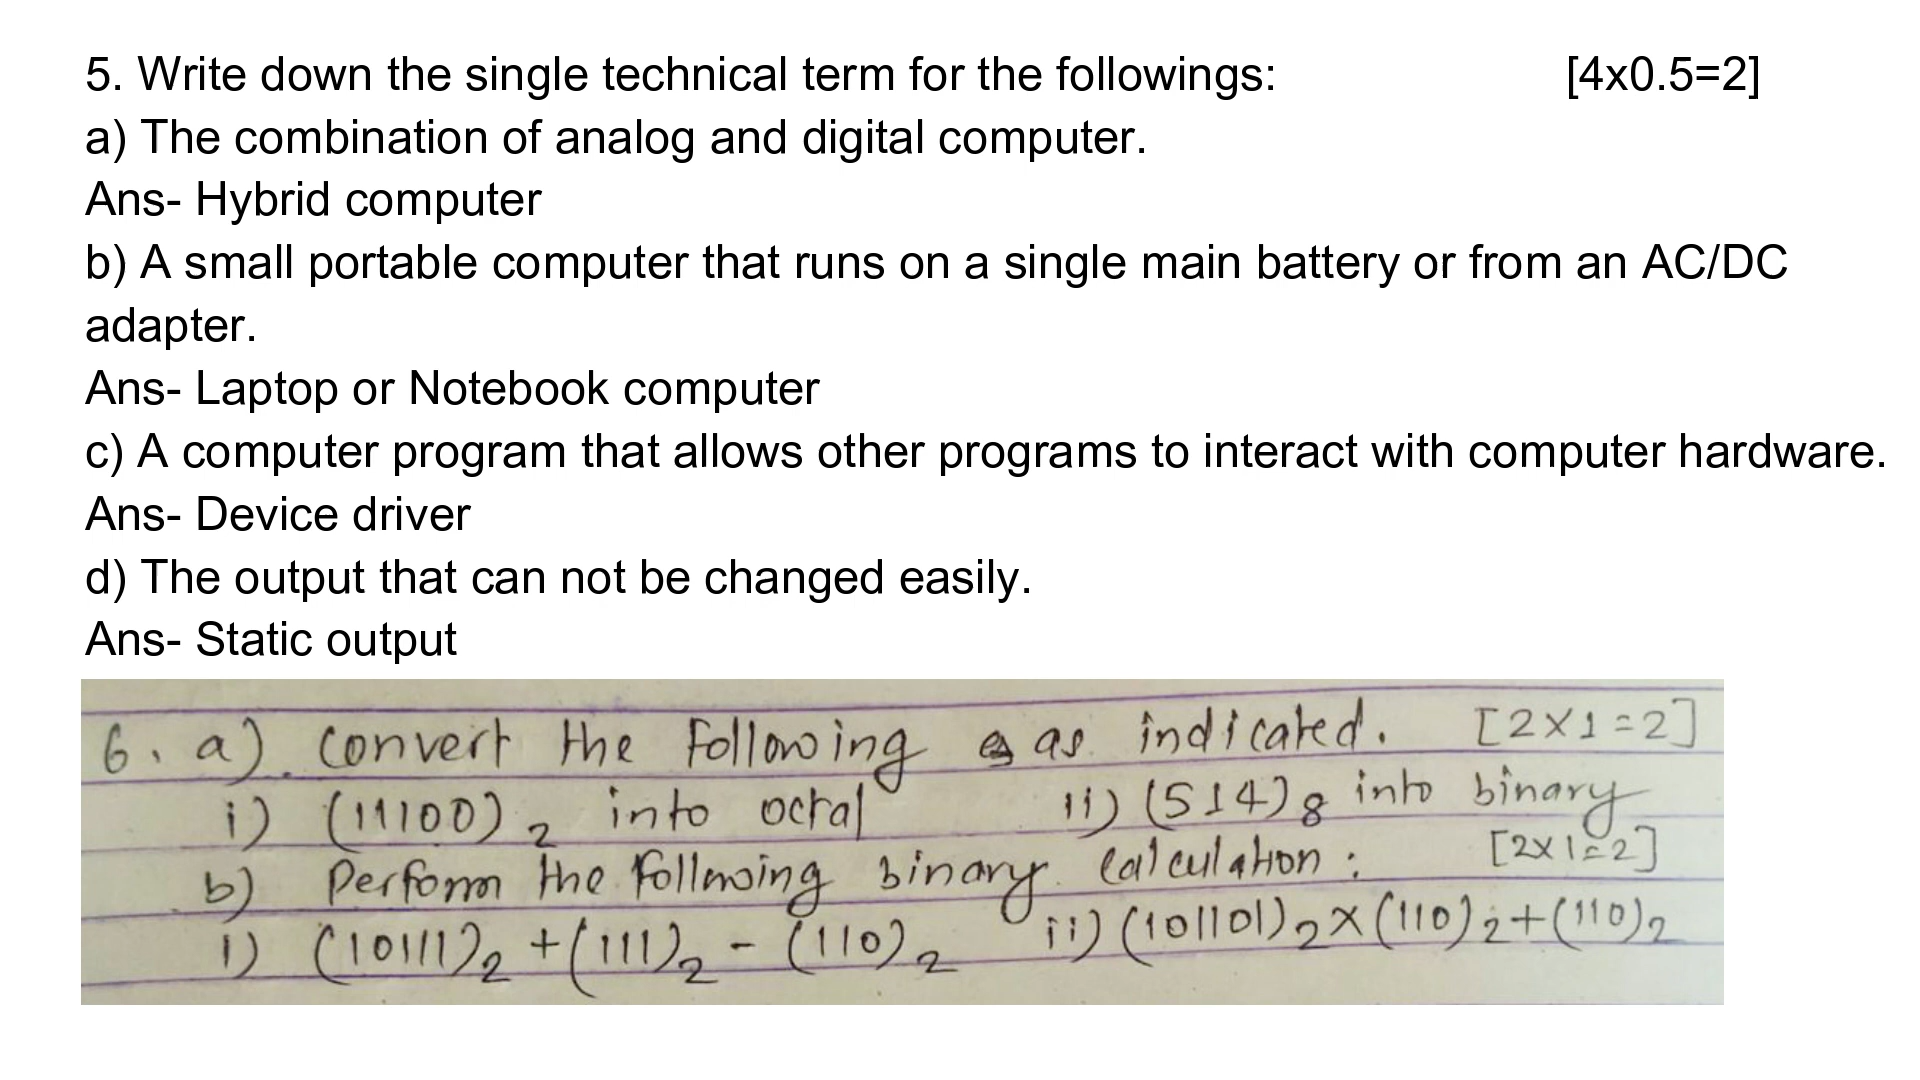 5. Write down the single technical term for the followings: [4x0.5=2]
a) The combination of analog and digital computer.
Ans- Hybrid computer
b) A small portable computer that runs on a single main battery or from an AC/DC
adapter.
Ans- Laptop or Notebook computer
c) A computer program that allows other programs to interact with computer hardware.
Ans- Device driver
d) The output that can not be changed easily.
Ans- Static output
6. a). Convert the following as indicated. [2×1=2]
i) (11100)₂ into octal ii) (514)₈ into binary
b) Perform the following binary calculation: [2×1=2]
i) (10111)₂ +(111)₂ - (110)₂ ii) (101101)₂×(110)₂+(110)₂